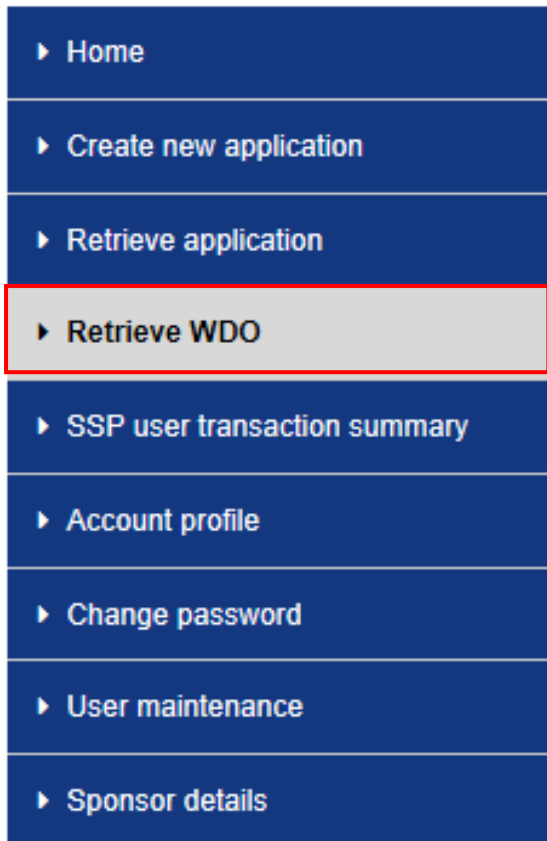 Home
Create new application
Retrieve application
Retrieve WDO
SSP user transaction summary
Account profile
Change password
User maintenance
Sponsor details